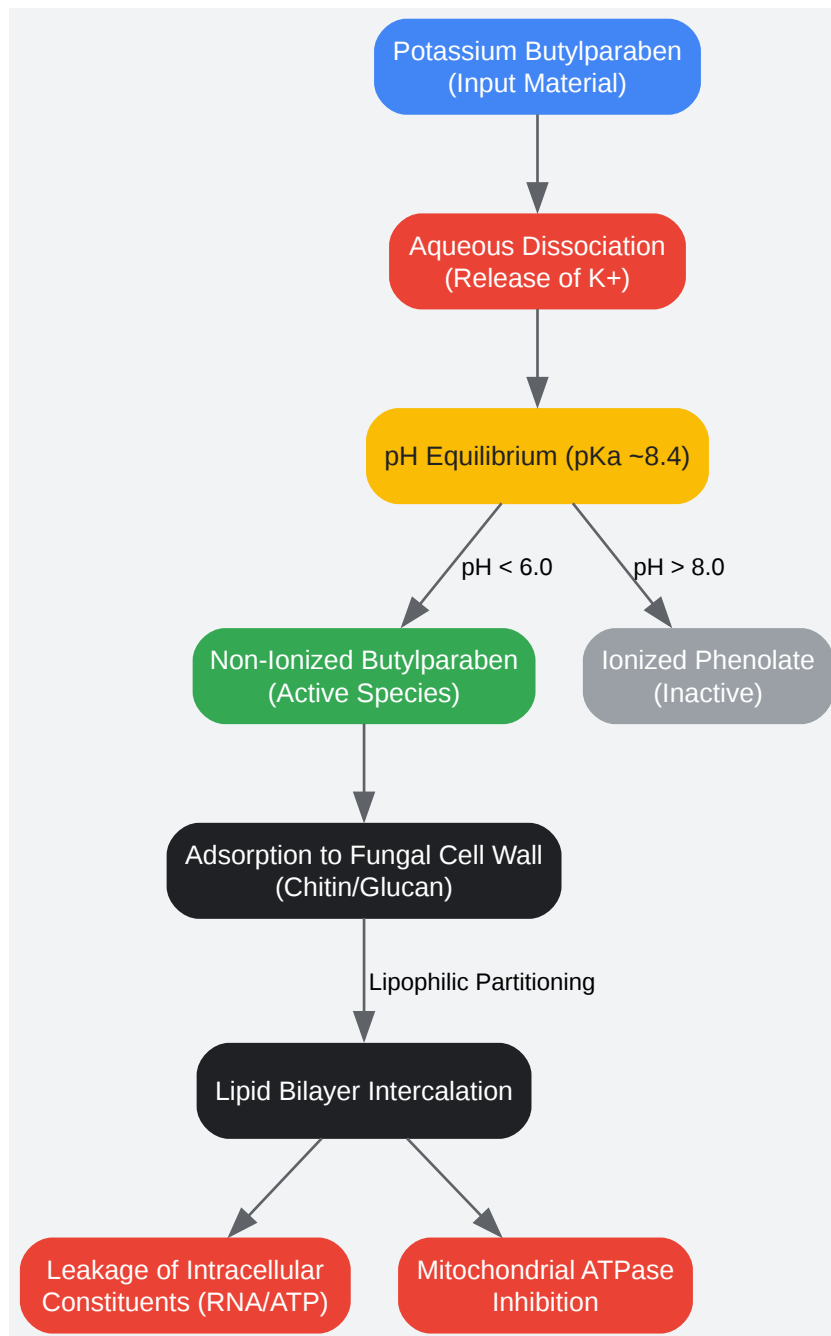 Potassium Butylparaben
(Input Material)
Aqueous Dissociation
(Release of K+)
pH Equilibrium (pKa ~8.4)
pH < 6.0
pH > 8.0
Non-Ionized Butylparaben
(Active Species)
Ionized Phenolate
(Inactive)
Adsorption to Fungal Cell Wall
(Chitin/Glucan)
Lipophilic Partitioning
Lipid Bilayer Intercalation
Leakage of Intracellular
Constituents (RNA/ATP)
Mitochondrial ATPase
Inhibition